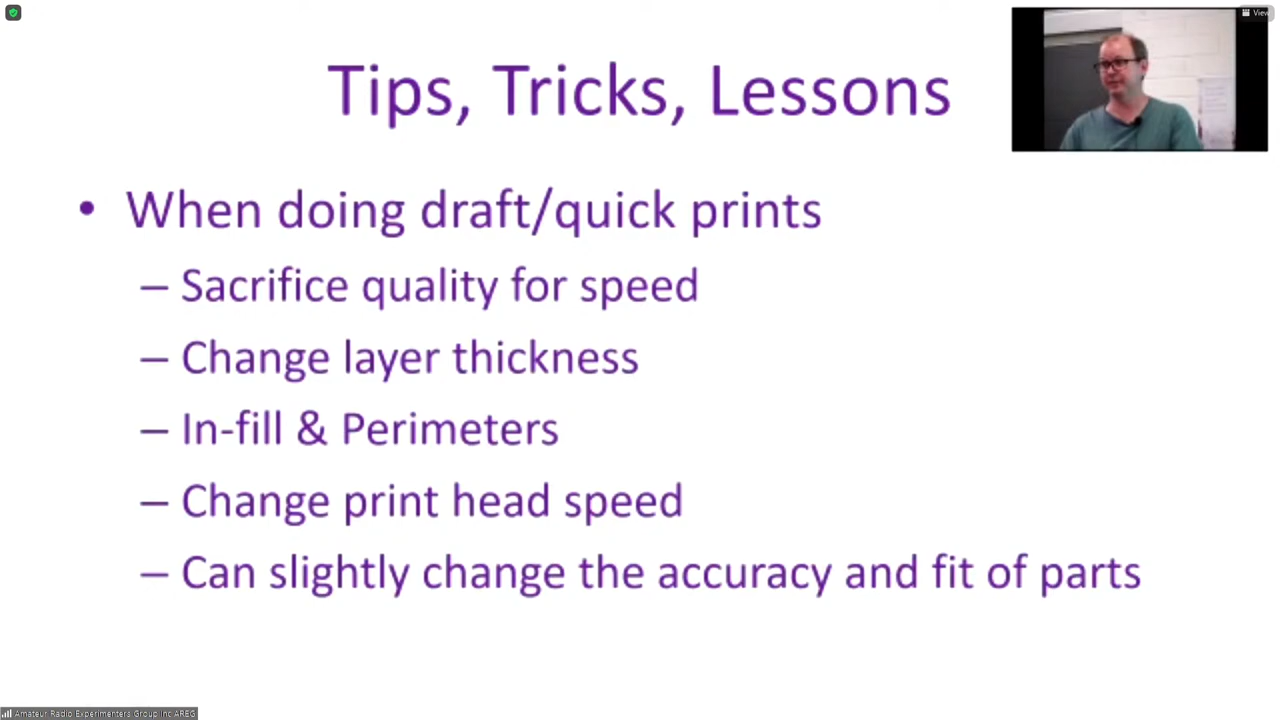 View
Tips, Tricks, Lessons
• When doing draft/quick prints
– Sacrifice quality for speed
– Change layer thickness
– In-fill & Perimeters
– Change print head speed
– Can slightly change the accuracy and fit of parts
Amateur Radio Experimenters Group Inc AREG